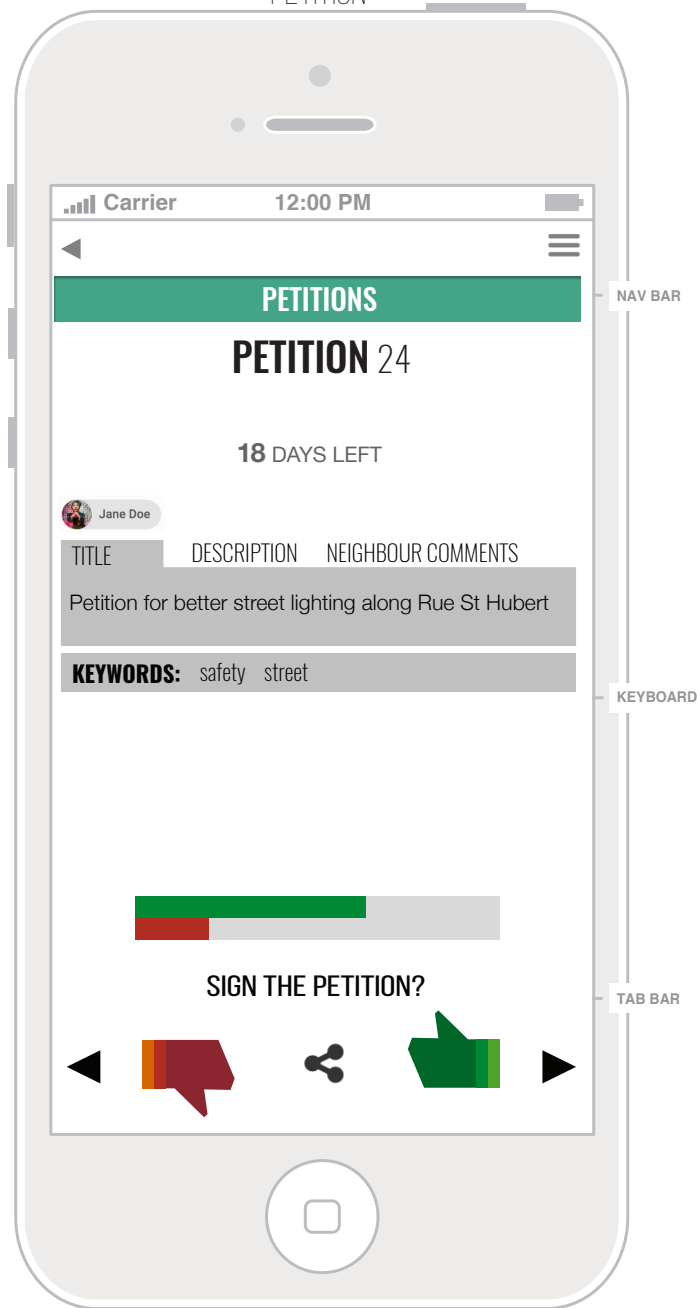 PETITION
Carrier 12:00 PM
PETITIONS
NAV BAR
PETITION 24
18 DAYS LEFT
Jane Doe
TITLE DESCRIPTION NEIGHBOUR COMMENTS
Petition for better street lighting along Rue St Hubert
KEYWORDS: safety street
KEYBOARD
SIGN THE PETITION?
TAB BAR